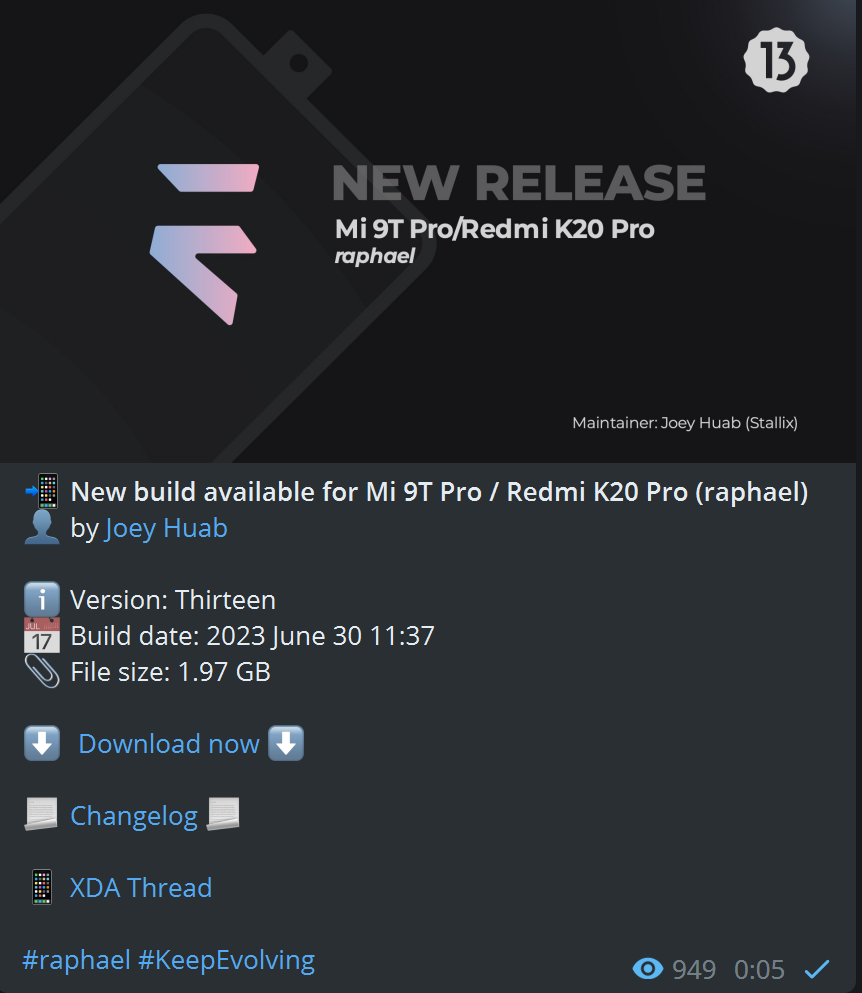 13
NEW RELEASE
Mi 9T Pro/Redmi K20 Pro
raphael
Maintainer: Joey Huab (Stallix)
New build available for Mi 9T Pro / Redmi K20 Pro (raphael)
by Joey Huab
Version: Thirteen
JUL
17
Build date: 2023 June 30 11:37
File size: 1.97 GB
Download now
Changelog
XDA Thread
#raphael #KeepEvolving
949 0:05